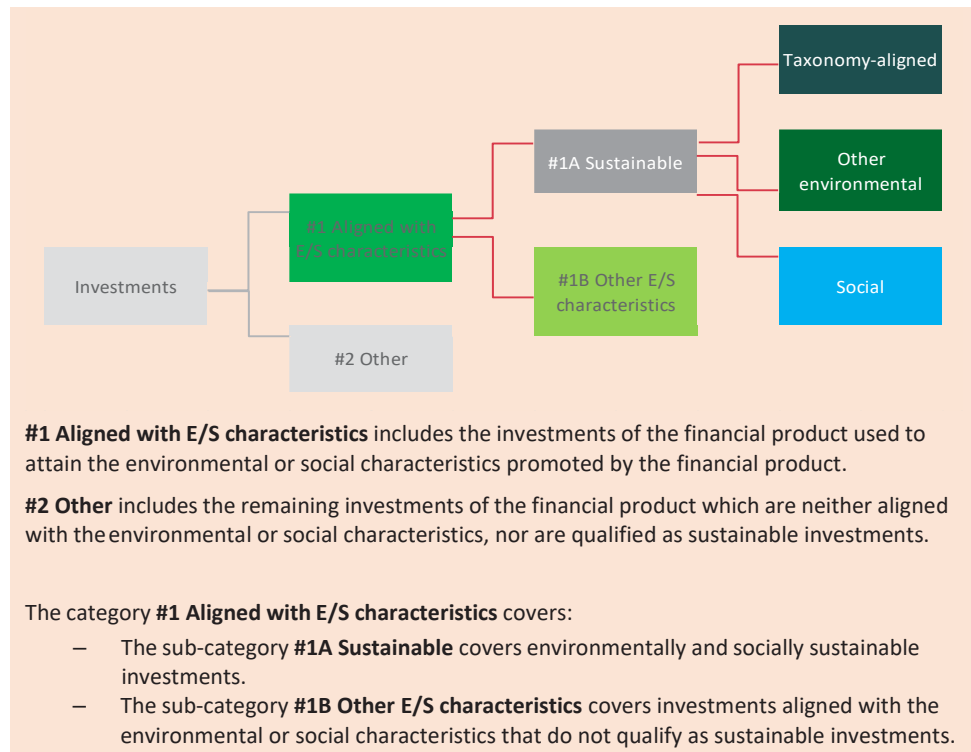 Taxonomy-aligned
#1A Sustainable
Other
environmental
#1 Aligned with
E/S characteristics
Investments
#1B Other E/S
characteristics
Social
#2 Other
#1 Aligned with E/S characteristics includes the investments of the financial product used to
attain the environmental or social characteristics promoted by the financial product.
#2 Other includes the remaining investments of the financial product which are neither aligned
with the environmental or social characteristics, nor are qualified as sustainable investments.
The category #1 Aligned with E/S characteristics covers:
– The sub-category #1A Sustainable covers environmentally and socially sustainable
investments.
– The sub-category #1B Other E/S characteristics covers investments aligned with the
environmental or social characteristics that do not qualify as sustainable investments.